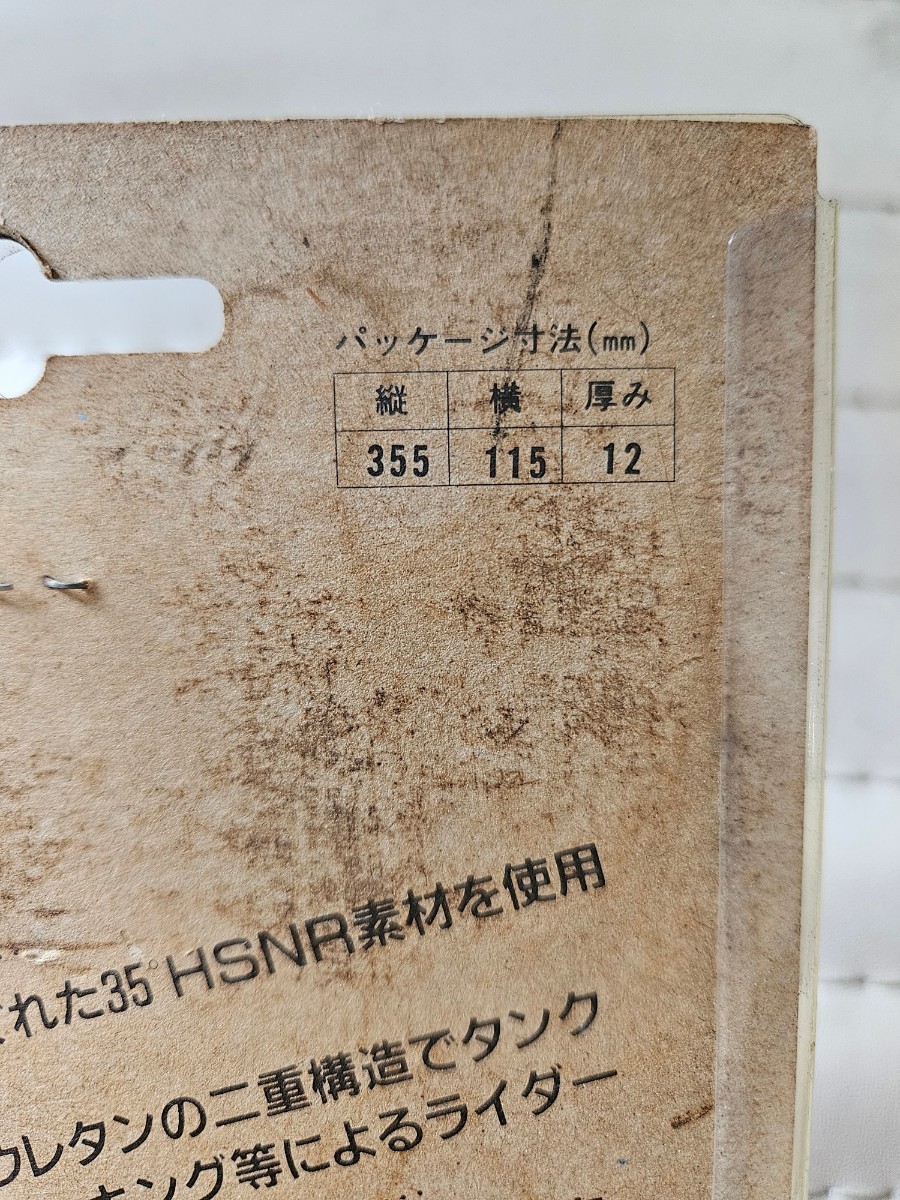 パッケージ寸法(mm)
縦 横 厚み
355 115 12
れた35°HSNR素材を使用
ウレタンの二重構造でタンク
キング等によるライダー